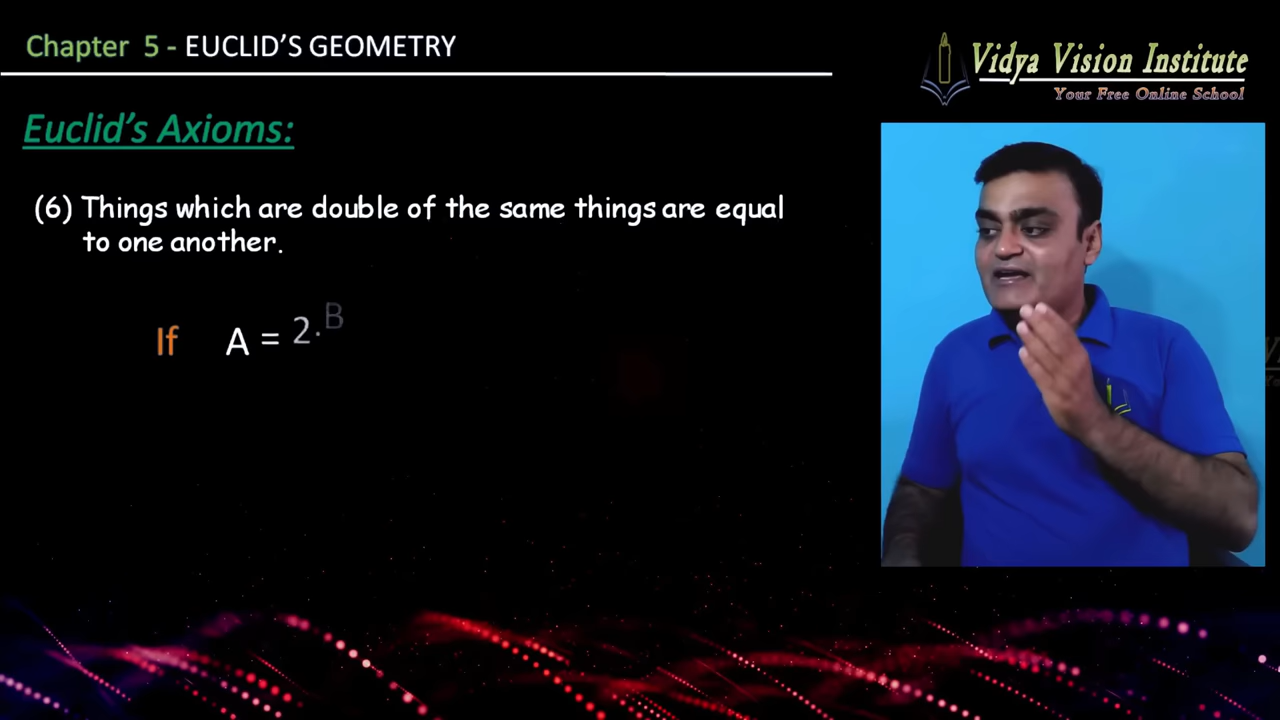 Chapter 5 - EUCLID'S GEOMETRY
Vidya Vision Institute
Your Free Online School
Euclid's Axioms:
(6) Things which are double of the same things are equal
to one another.
If A = 2.B